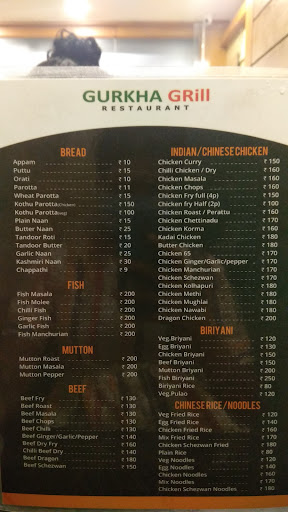 GURKHA GRill
RESTAURANT
BREAD
Appam ₹ 10
Puttu ₹ 15
Orati ₹ 10
Parotta ₹ 11
Wheat Parotta ₹ 15
Kothu Parotta(Chicken) ₹ 150
Kothu Parotta(veg) ₹ 100
Plain Naan ₹ 15
Butter Naan ₹ 25
Tandoor Roti ₹ 15
Tandoor Butter ₹ 20
Garlic Naan ₹ 25
Kashmiri Naan ₹ 30
Chappathi ₹ 9
FISH
Fish Masala ₹ 200
Fish Molee ₹ 200
Chilli Fish ₹ 200
Ginger Fish ₹ 200
Garlic Fish ₹ 200
Fish Manchurian ₹ 200
MUTTON
Mutton Roast ₹ 200
Mutton Masala ₹ 200
Mutton Pepper ₹ 200
BEEF
Beef Fry ₹ 130
Beef Roast ₹ 130
Beef Masala ₹ 130
Beef Chops ₹ 130
Beef Chilli ₹ 130
Beef Ginger/Garlic/Pepper ₹ 140
Beef Dry Fry ₹ 160
Chilli Beef Dry ₹ 140
Beef Dragan ₹ 180
Beef Schezwan ₹ 150
INDIAN / CHINESE CHICKEN
Chicken Curry ₹ 150
Chilli Chicken / Dry ₹ 160
Chicken Masala ₹ 160
Chicken Chops ₹ 160
Chicken Fry full (4p) ₹ 350
Chicken fry Half (2p) ₹ 200
Chicken Roast / Perattu ₹ 160
Chicken Chettinadu ₹ 170
Chicken Korma ₹ 160
Kadai Chicken ₹ 180
Butter Chicken ₹ 180
Chicken 65 ₹ 170
Chicken Ginger/Garlic/pepper ₹ 170
Chicken Manchurian ₹ 170
Chicken Schezwan ₹ 170
Chicken Kolhapuri ₹ 180
Chicken Methi ₹ 180
Chicken Mughlai ₹ 180
Chicken Nawabi ₹ 180
Dragon Chicken ₹ 200
BIRIYANI
Veg.Briyani ₹ 120
Egg Briyani ₹ 130
Chicken Briyani ₹ 150
Beef Briyani ₹ 150
Mutton Biriyani ₹ 200
Fish Biriyani ₹ 250
Biriyani Rice ₹ 80
Veg Pulao ₹ 120
CHINESE RICE / NOODLES
Veg Fried Rice ₹ 120
Egg Fried Rice ₹ 140
Chicken Fried Rice ₹ 160
Mix Fried Rice ₹ 170
Chicken Schezwan Fried ₹ 180
Plain Rice ₹ 80
Veg Noodles ₹ 120
Egg Noodles ₹ 140
Chicken Noodles ₹ 160
Mix Noodles ₹ 170
Chicken Schezwan Noodles ₹ 190